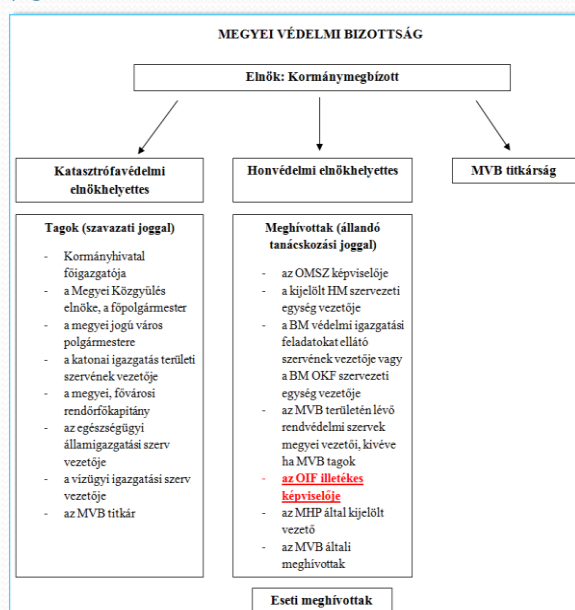 MEGYEI VÉDELMI BIZOTTSÁG
Elnök: Kormánymegbízott
Katasztrófavédelmi
elnökhelyettes
Honvédelmi elnökhelyettes
MVB titkárság
Tagok (szavazati joggal)
- Kormányhivatal
főigazgatója
- a Megyei Közgyűlés
elnöke, a főpolgármester
- a megyei jogú város
polgármestere
- a katonai igazgatás területi
szervének vezetője
- a megyei, fővárosi
rendőrfőkapitány
- az egészségügyi
államigazgatási szerv
vezetője
- a vízügyi igazgatási szerv
vezetője
- az MVB titkár
Meghívottak (állandó
tanácskozási joggal)
- az OMSZ képviselője
- a kijelölt HM szervezeti
egység vezetője
- a BM védelmi igazgatási
feladatokat ellátó
szervének vezetője vagy
a BM OKF szervezeti
egység vezetője
- az MVB területén lévő
rendvédelmi szervek
megyei vezetői, kivéve
ha MVB tagok
- az OIF illetékes
képviselője
- az MHP által kijelölt
vezető
- az MVB általi
meghívottak
Eseti meghívottak